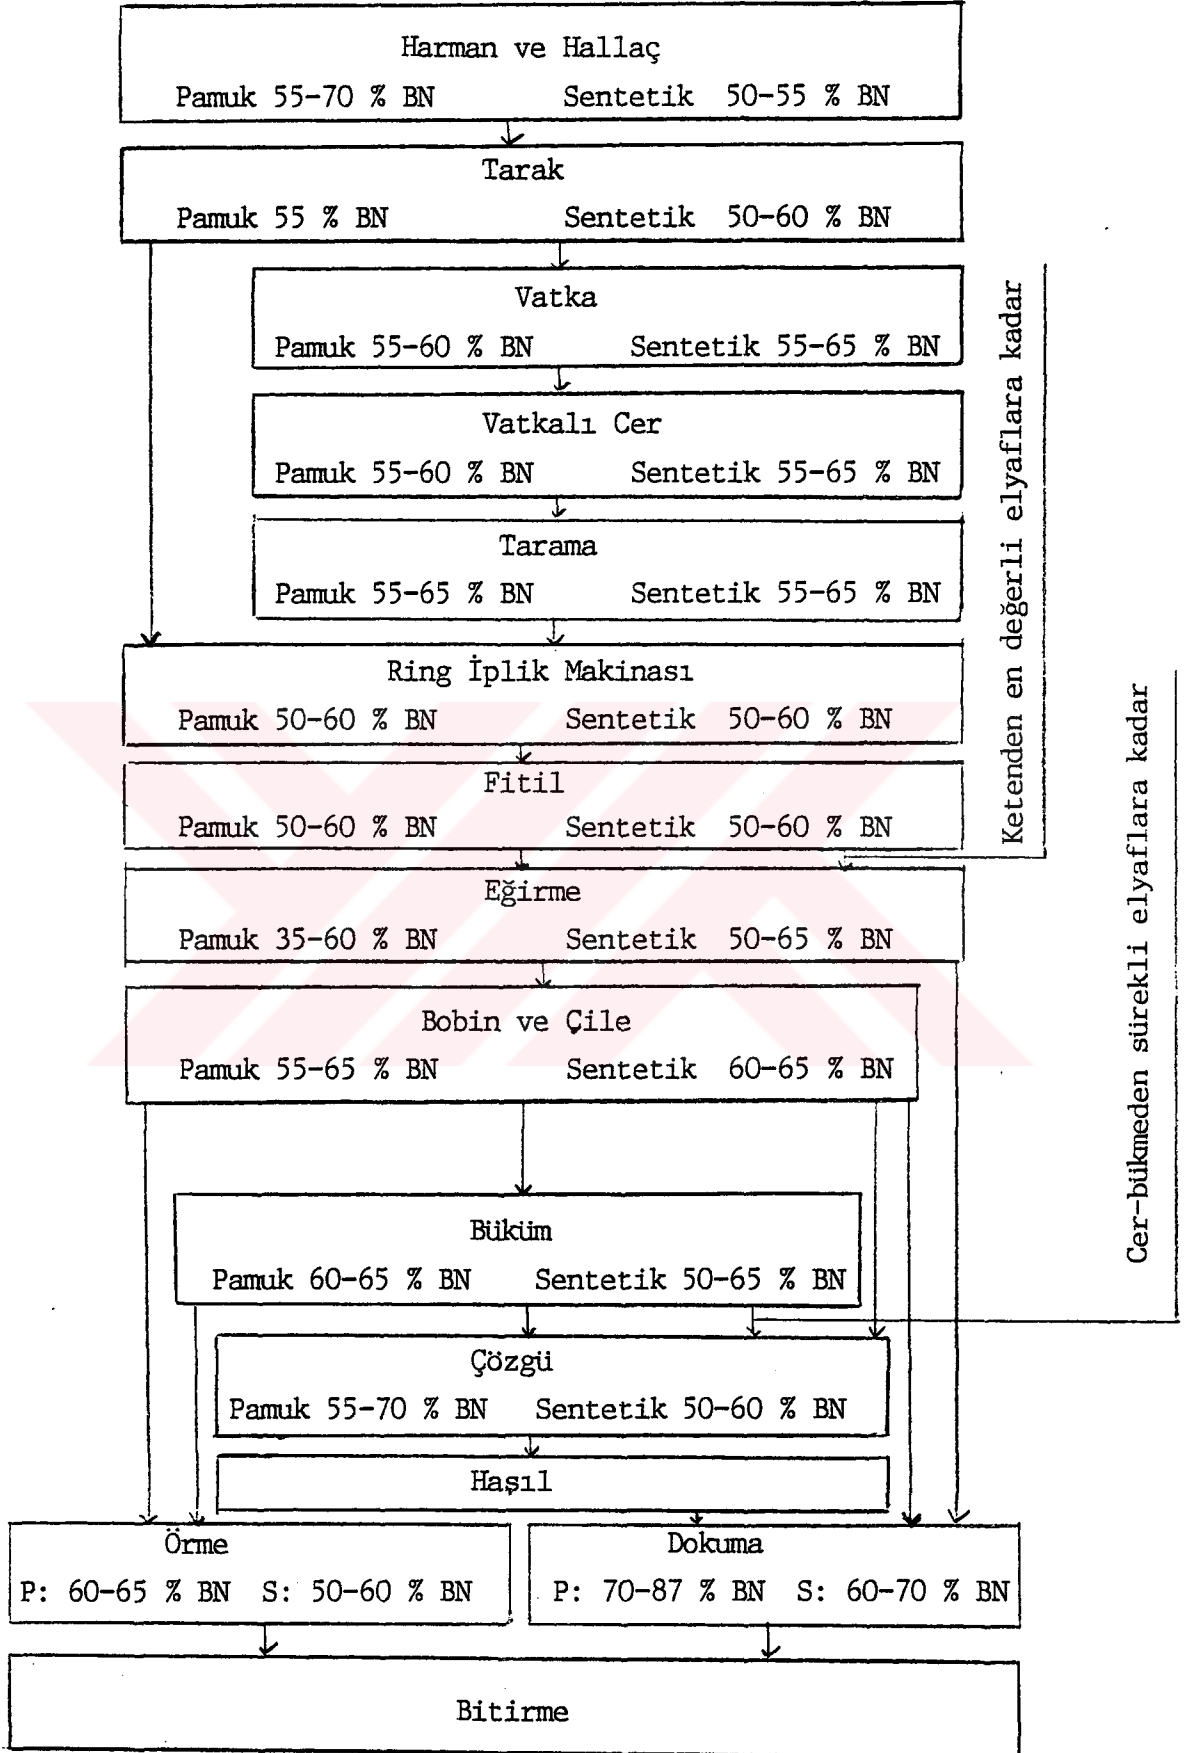 Harman ve Hallaç
Pamuk 55-70 % BN Sentetik 50-55 % BN
Tarak
Pamuk 55 % BN Sentetik 50-60 % BN
Vatka
Pamuk 55-60 % BN Sentetik 55-65 % BN
Vatkalı Cer
Pamuk 55-60 % BN Sentetik 55-65 % BN
Tarama
Pamuk 55-65 % BN Sentetik 55-65 % BN
Ring İplik Makinası
Pamuk 50-60 % BN Sentetik 50-60 % BN
Fitil
Pamuk 50-60 % BN Sentetik 50-60 % BN
Ketenden en değerli elyaflara kadar
Eğirme
Pamuk 35-60 % BN Sentetik 50-65 % BN
Bobin ve Çile
Pamuk 55-65 % BN Sentetik 60-65 % BN
Büküm
Pamuk 60-65 % BN Sentetik 50-65 % BN
Cer-bükmeden sürekli elyaflara kadar
Çözgü
Pamuk 55-70 % BN Sentetik 50-60 % BN
Haşıl
Örme
P: 60-65 % BN S: 50-60 % BN
Dokuma
P: 70-87 % BN S: 60-70 % BN
Bitirme